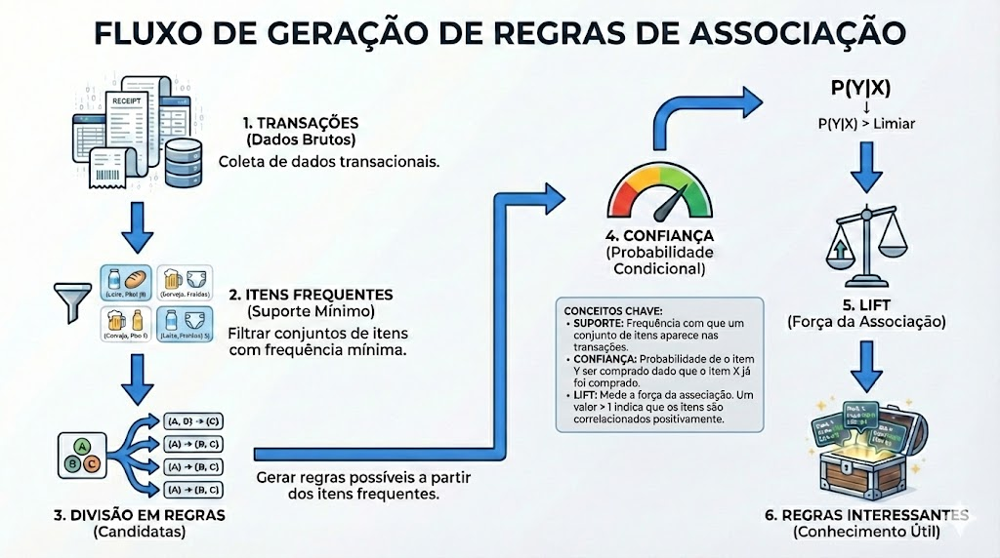 FLUXO DE GERAÇÃO DE REGRAS DE ASSOCIAÇÃO
RECEIPT
1. TRANSAÇÕES
(Dados Brutos)
Coleta de dados transacionais.
(Cerveja, Fraldas)
2. ITENS FREQUENTES
(Suporte Mínimo)
Filtrar conjuntos de itens
com frequência mínima.
A
B
C
{A, D} → {C}
{A) → {B, C}
{A) → {B, C}
{A) → {B, C}
3. DIVISÃO EM REGRAS
(Candidatas)
Gerar regras possíveis a partir
dos itens frequentes.
4. CONFIANÇA
(Probabilidade
Condicional)
CONCEITOS CHAVE:
• SUPORTE: Frequência com que um
conjunto de itens aparece nas
transações.
• CONFIANÇA: Probabilidade de o item
Y ser comprado dado que o item X já
foi comprado.
• LIFT: Mede a força da associação. Um
valor > 1 indica que os itens são
correlacionados positivamente.
P(Y|X)
↓
P(Y|X) > Limiar
5. LIFT
(Força da Associação)
6. REGRAS INTERESSANTES
(Conhecimento Útil)